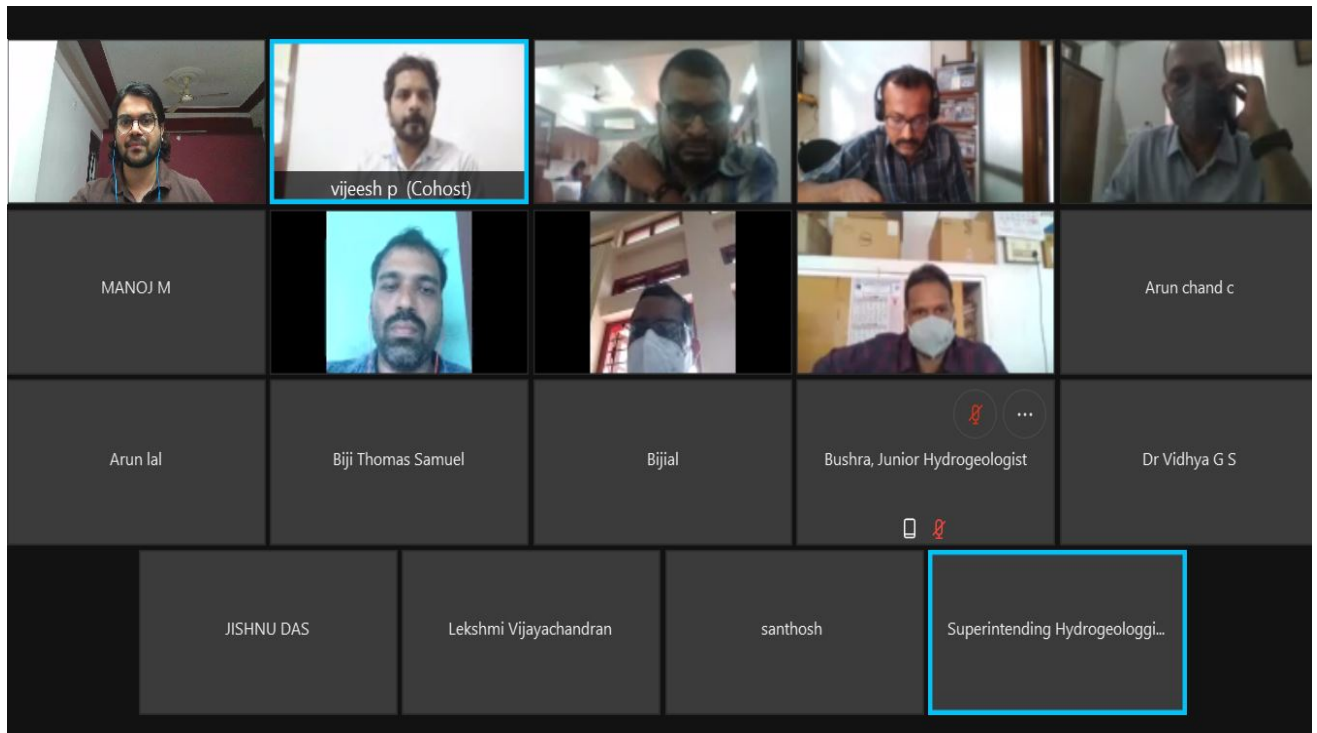 vijeesh p (Cohost)
MANOJ M
Arun chand c
Arun lal
Biji Thomas Samuel
Bijial
Bushra, Junior Hydrogeologist
Dr Vidhya G S
JISHNU DAS
Lekshmi Vijayachandran
santhosh
Superintending Hydrogeologgi...